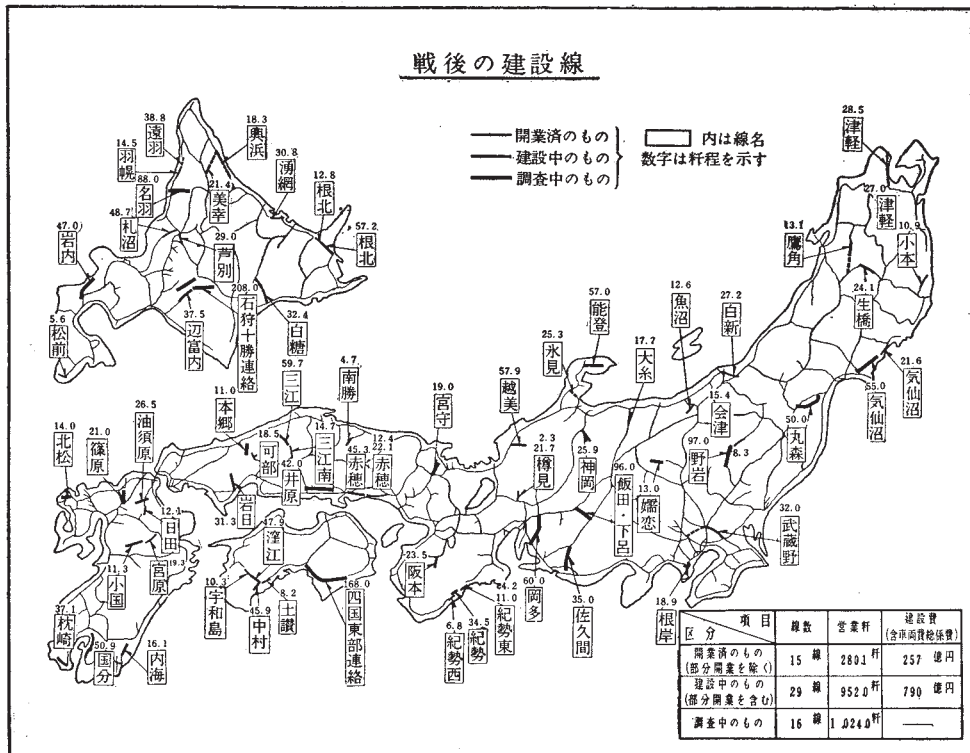 戦後の建設線
開業済のもの
建設中のもの
調査中のもの
内は線名
数字は粁程を示す
38.8
遠羽
18.3
興浜
14.5
羽幌
30.8
湧網
88.0
名羽
21.4
美幸
12.8
根北
48.7
札沼
57.2
根北
47.0
岩内
29.0
芦別
5.6
松前
37.5
辺富内
208.0
石狩十勝連絡
32.4
白糠
28.5
津軽
27.0
津軽
鷹角
10.9
小本
24.1
生橋
21.6
気仙沼
55.0
気仙沼
50.0
丸森
57.0
能登
12.6
魚沼
27.2
白新
25.3
氷見
17.7
大糸
57.9
越美
15.4
会津
97.0
野岩
8.3
2.3
21.7
樽見
25.9
神岡
96.0
飯田・下呂
13.0
嬬恋
32.0
武蔵野
19.0
宮守
4.7
南勝
59.7
三江
11.0
本郷
26.5
油須原
14.0
北松
21.0
篠原
18.5
可部
14.7
三江南
45.3
赤穂
12.4
22.1
赤穂
42.0
井原
31.3
岩日
12.1
日田
19.3
宮原
11.3
小国
37.1
枕崎
50.9
国分
16.1
内海
47.9
窪江
10.3
宇和島
45.9
中村
8.2
土讃
168.0
四国東部連絡
23.5
阪本
6.8
紀勢西
34.5
紀勢
11.0
紀勢東
60.0
岡多
35.0
佐久間
18.9
根岸
項目 区分 線数 営業粁 建設費(含車両費総係費)
開業済のもの(部分開業を除く) 15線 280.1粁 257億円
建設中のもの(部分開業を含む) 29線 952.0粁 790億円
調査中のもの 16線 1,024.0粁 ——